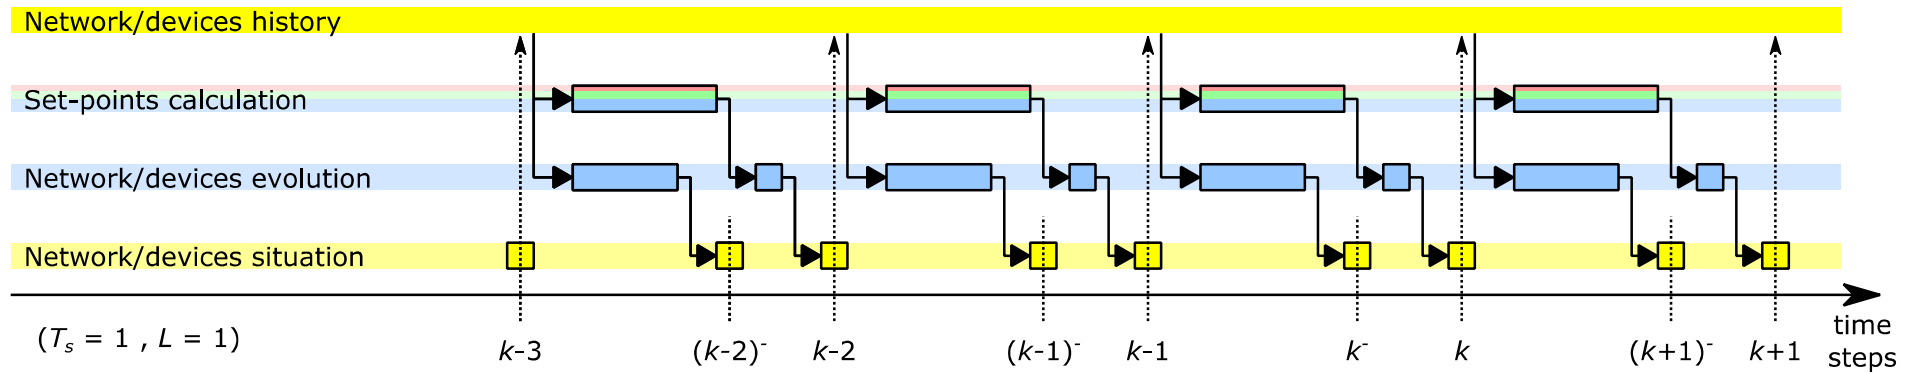 Network/devices history
Set-points calculation
Network/devices evolution
Network/devices situation
(Ts = 1 , L = 1)
k-3
(k-2)-
k-2
(k-1)-
k-1
k-
k
(k+1)-
k+1
time
steps